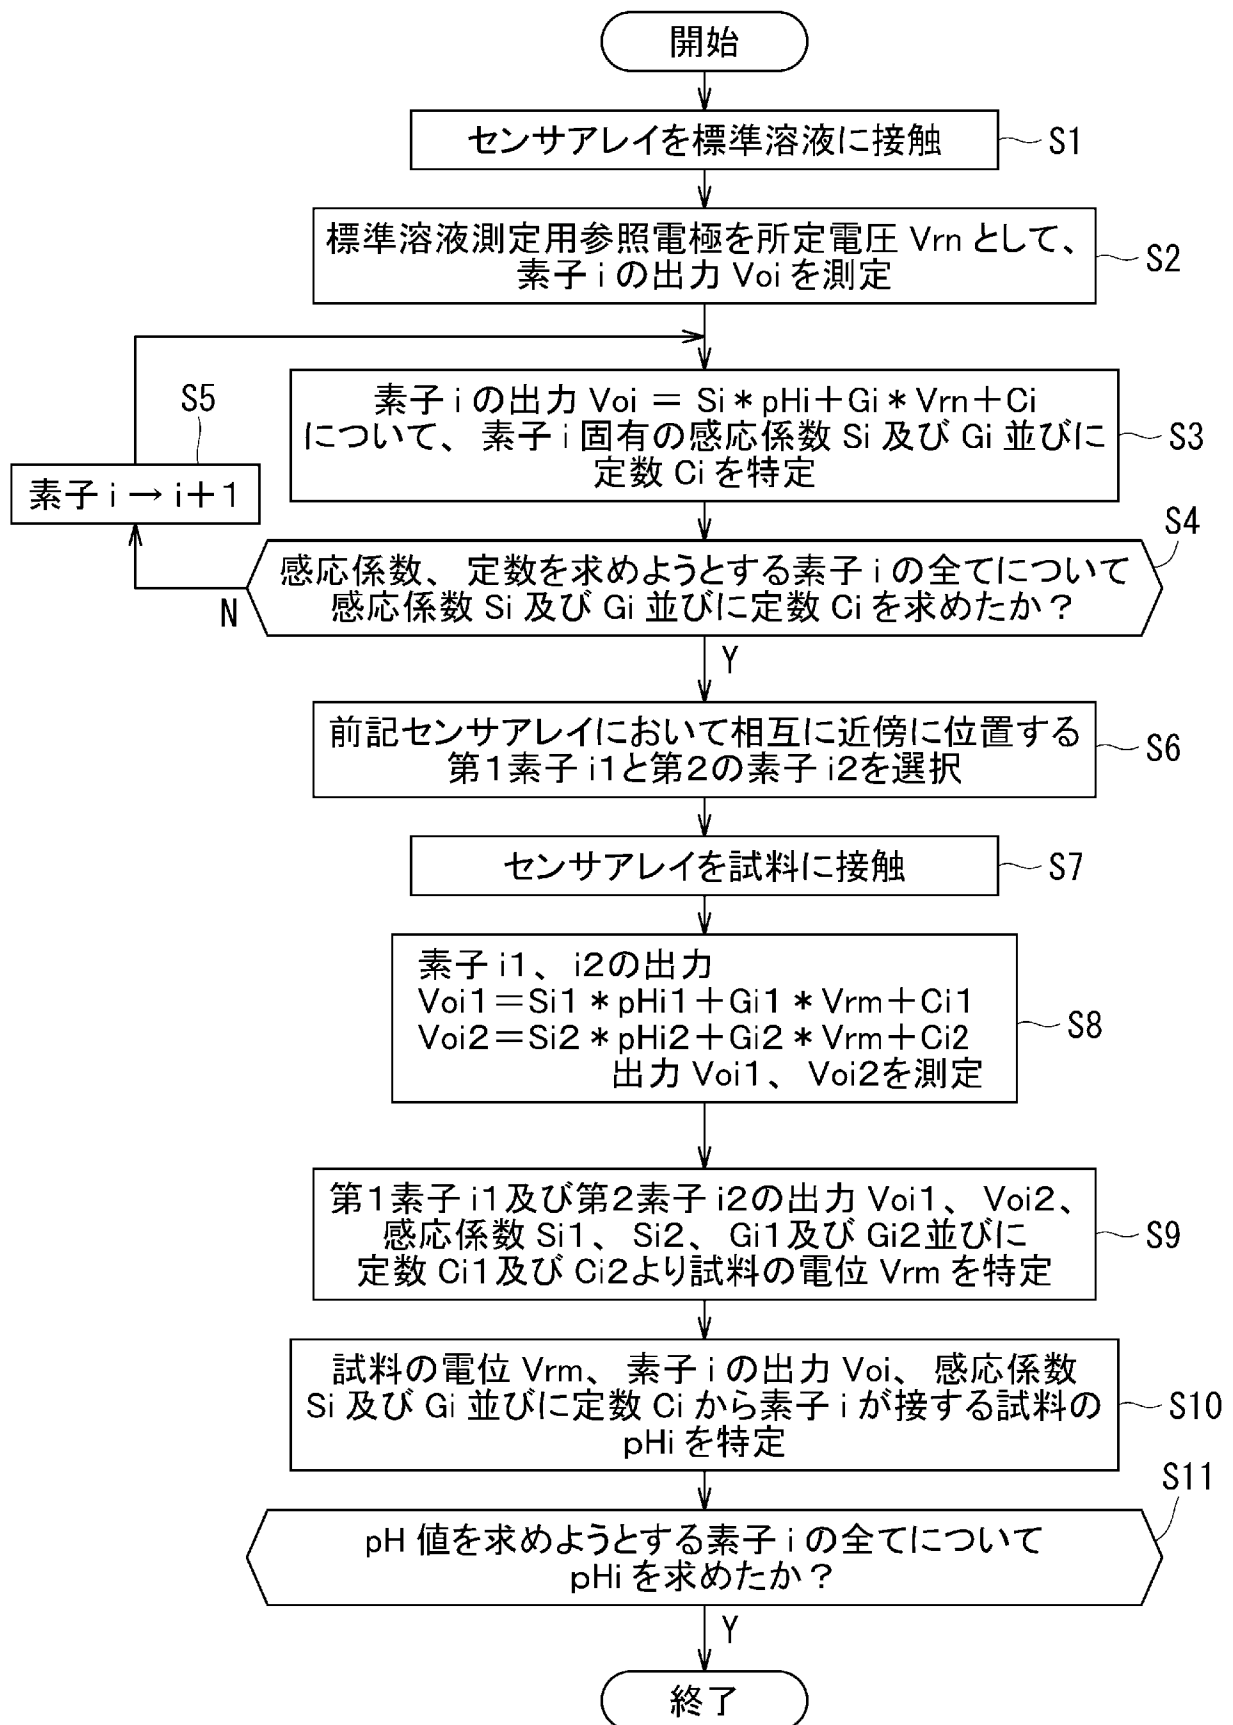 開始
センサアレイを標準溶液に接触
S1
標準溶液測定用参照電極を所定電圧 Vrn として、
素子 i の出力 Voi を測定
S2
素子 i の出力 Voi = Si*pHi+Gi*Vrn+Ci
について、素子 i 固有の感応係数 Si 及び Gi 並びに
定数 Ci を特定
S3
S5
素子 i→i+1
S4
感応係数、定数を求めようとする素子 i の全てについて
感応係数 Si 及び Gi 並びに定数 Ci を求めたか?
N
Y
前記センサアレイにおいて相互に近傍に位置する
第1素子 i1と第2の素子 i2を選択
S6
センサアレイを試料に接触
S7
素子 i1、i2の出力
Voi1=Si1*pHi1+Gi1*Vrm+Ci1
Voi2=Si2*pHi2+Gi2*Vrm+Ci2
出力 Voi1、Voi2を測定
S8
第1素子 i1及び第2素子 i2の出力 Voi1、Voi2、
感応係数 Si1、Si2、Gi1及び Gi2並びに
定数 Ci1及び Ci2より試料の電位 Vrm を特定
S9
試料の電位 Vrm、素子 i の出力 Voi、感応係数
Si 及び Gi 並びに定数 Ci から素子 i が接する試料の
pHi を特定
S10
S11
pH 値を求めようとする素子 i の全てについて
pHi を求めたか?
Y
終了